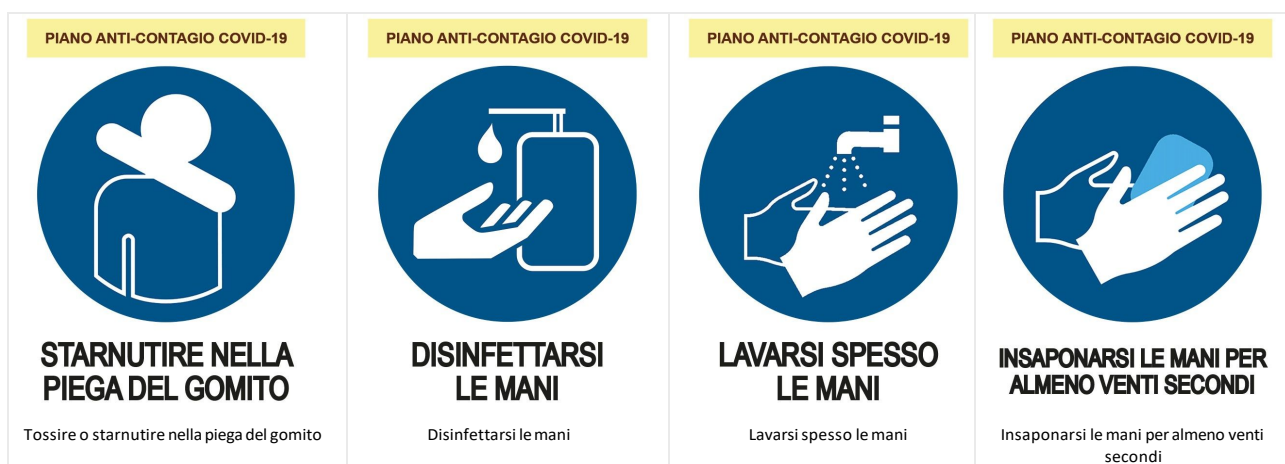 PIANO ANTI-CONTAGIO COVID-19
STARNUTIRE NELLA
PIEGA DEL GOMITO
Tossire o starnutire nella piega del gomito
PIANO ANTI-CONTAGIO COVID-19
DISINFETTARSI
LE MANI
Disinfettarsi le mani
PIANO ANTI-CONTAGIO COVID-19
LAVARSI SPESSO
LE MANI
Lavarsi spesso le mani
PIANO ANTI-CONTAGIO COVID-19
INSAPONARSI LE MANI PER
ALMENO VENTI SECONDI
Insaponarsi le mani per almeno venti
secondi